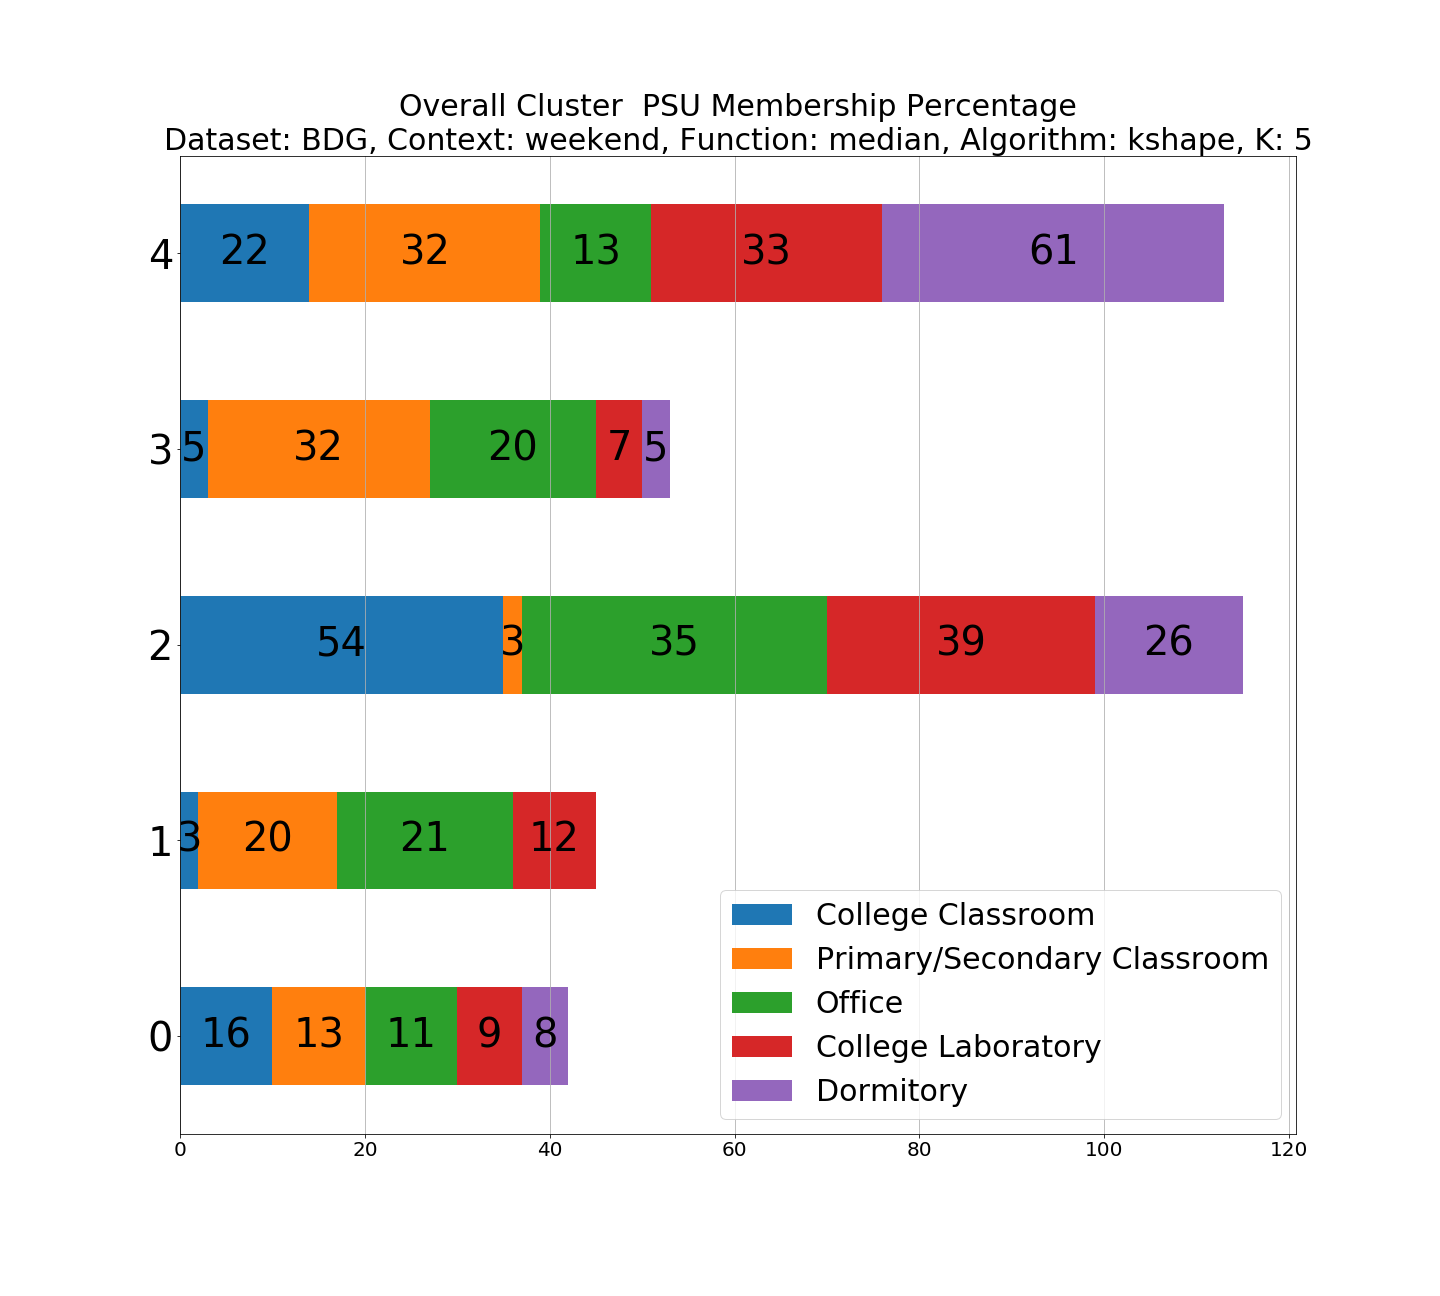 Overall Cluster  PSU Membership Percentage
Dataset: BDG, Context: weekend, Function: median, Algorithm: kshape, K: 5
4 22 32 13 33 61
3 5 32 20 7 5
2 54 3 35 39 26
1 3 20 21 12
0 16 13 11 9 8
College Classroom
Primary/Secondary Classroom
Office
College Laboratory
Dormitory
0 20 40 60 80 100 120